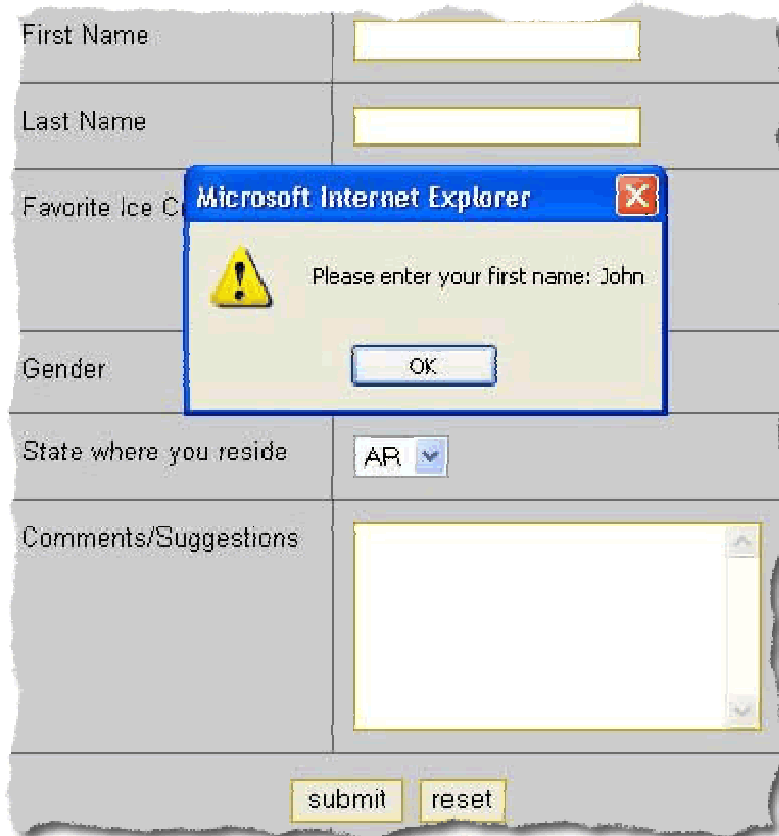 First Name
Last Name
Favorite Ice C
Microsoft Internet Explorer
Please enter your first name: John
OK
Gender
State where you reside
AR
Comments/Suggestions
submit
reset